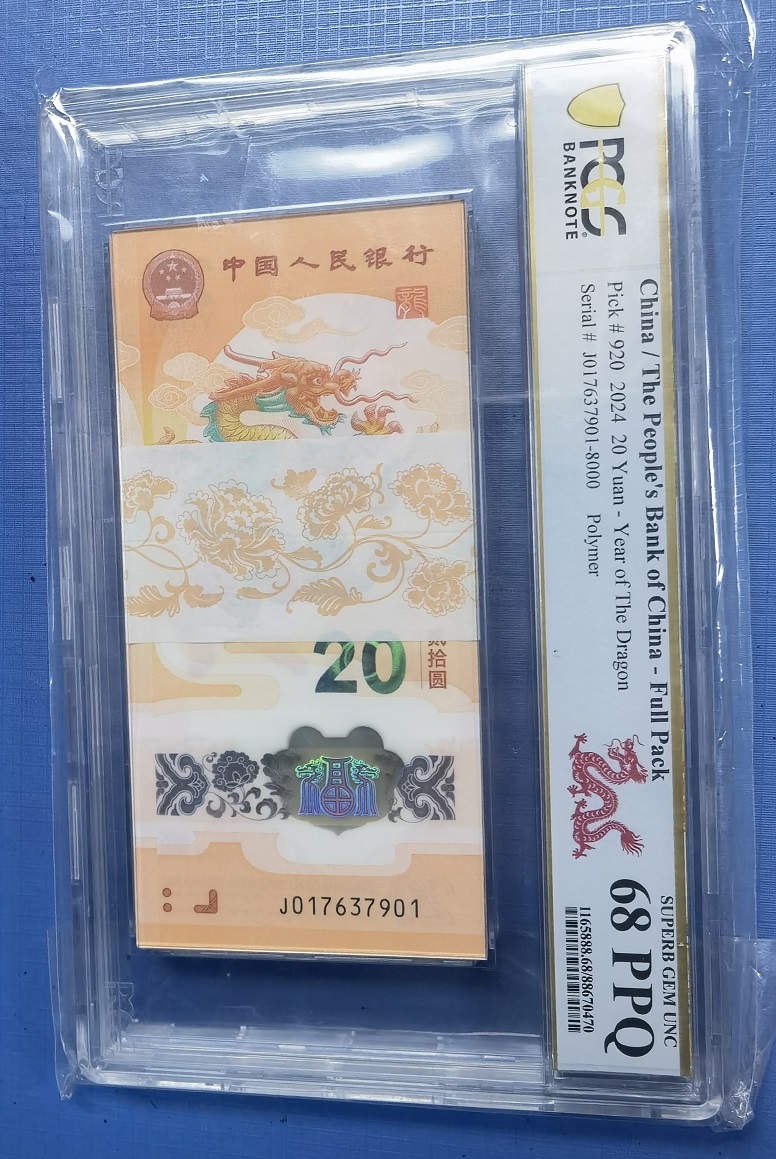 中国人民银行
龍
20
贰拾圆
J017637901
PCGS
BANKNOTE
China / The People's Bank of China - Full Pack
Pick # 920 2024 20 Yuan - Year of The Dragon
Serial # J017637901-8000 Polymer
SUPERB GEM UNC
68 PPQ
1165888.68/88670470